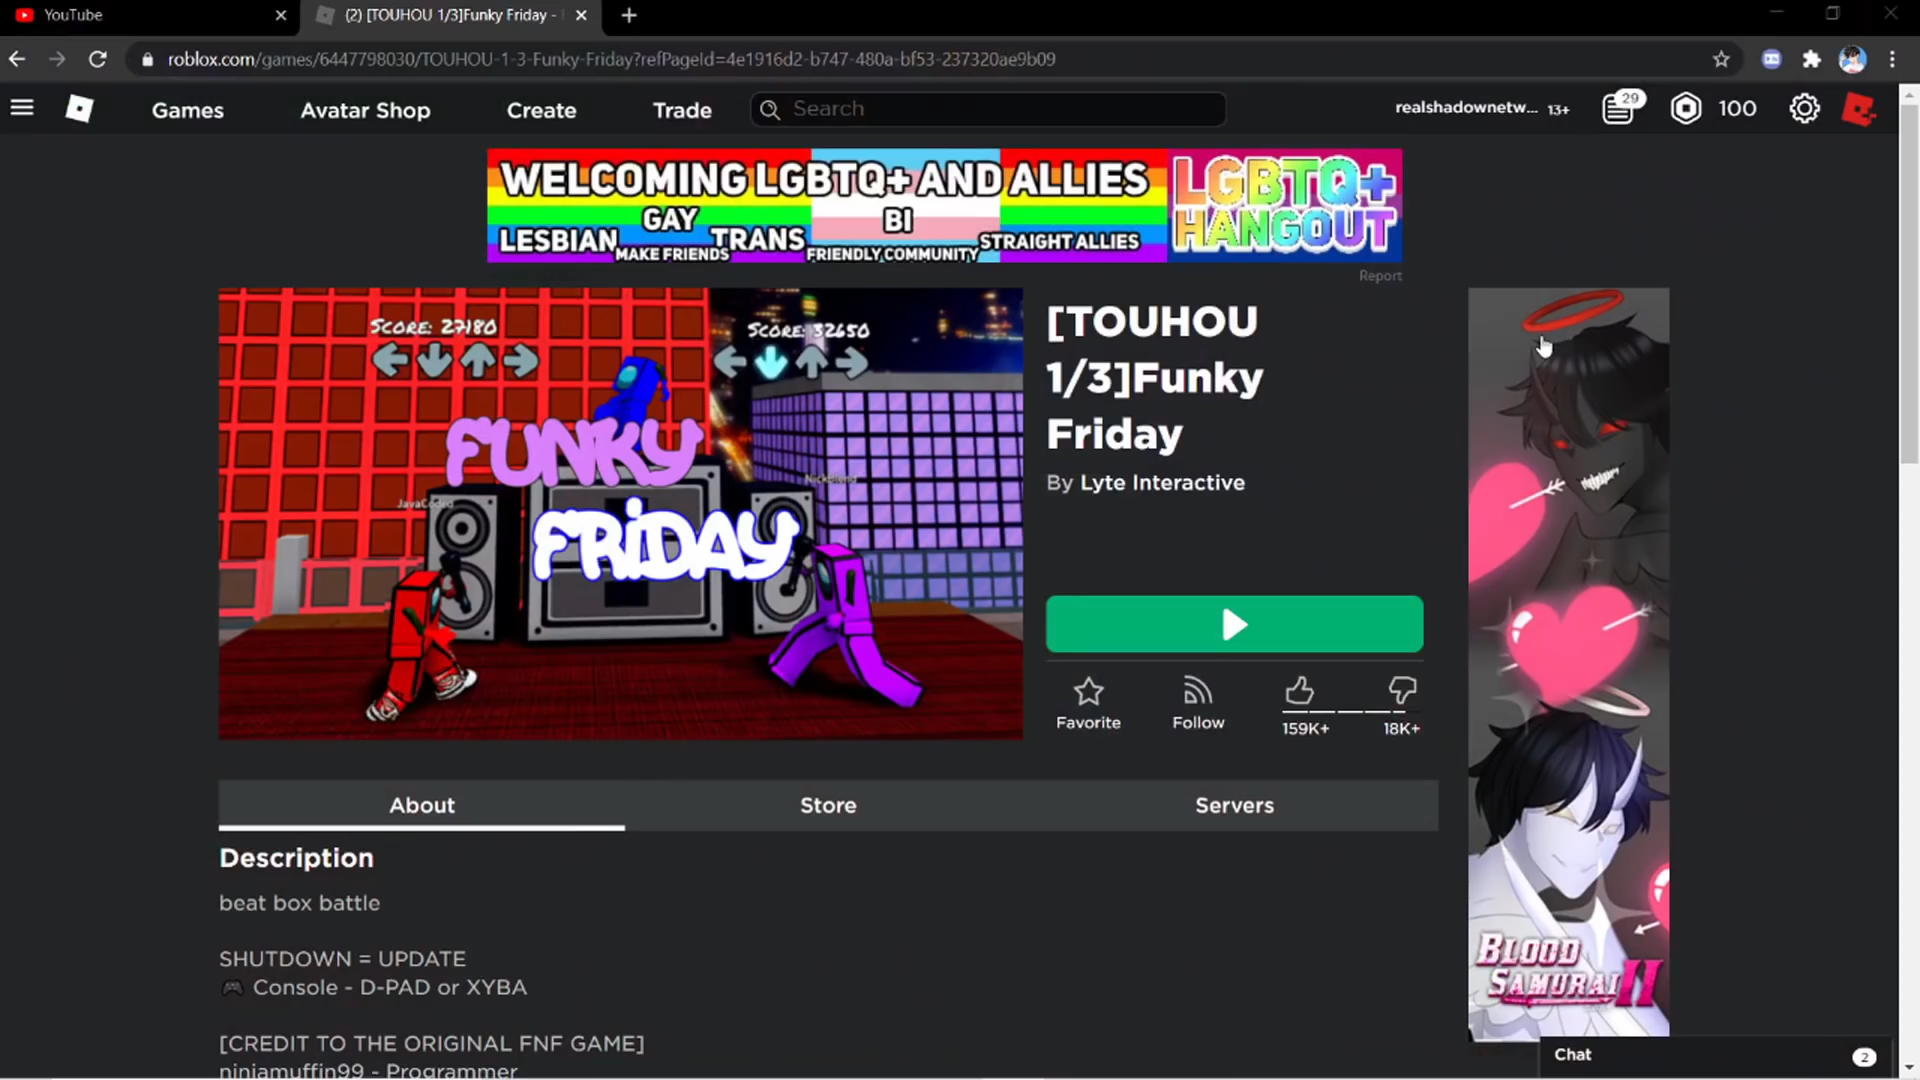 YouTube
(2) [TOUHOU 1/3]Funky Friday -
roblox.com/games/6447798030/TOUHOU-1-3-Funky-Friday?refPageId=4e1916d2-b747-480a-bf53-237320ae9b09
Games
Avatar Shop
Create
Trade
Search
realshadownetw...
13+
29
100
WELCOMING LGBTQ+ AND ALLIES
GAY
BI
LESBIAN
TRANS
STRAIGHT ALLIES
MAKE FRIENDS
FRIENDLY COMMUNITY
LGBTQ+
HANGOUT
Report
SCORE: 27180
SCORE: 32650
FUNKY
FRIDAY
JavaCoded
[TOUHOU
1/3]Funky
Friday
By Lyte Interactive
Favorite
Follow
159K+
18K+
About
Store
Servers
Description
beat box battle
SHUTDOWN = UPDATE
🎮 Console - D-PAD or XYBA
[CREDIT TO THE ORIGINAL FNF GAME]
ninjamuffin99 - Programmer
BLOOD
SAMURAI II
Chat
2